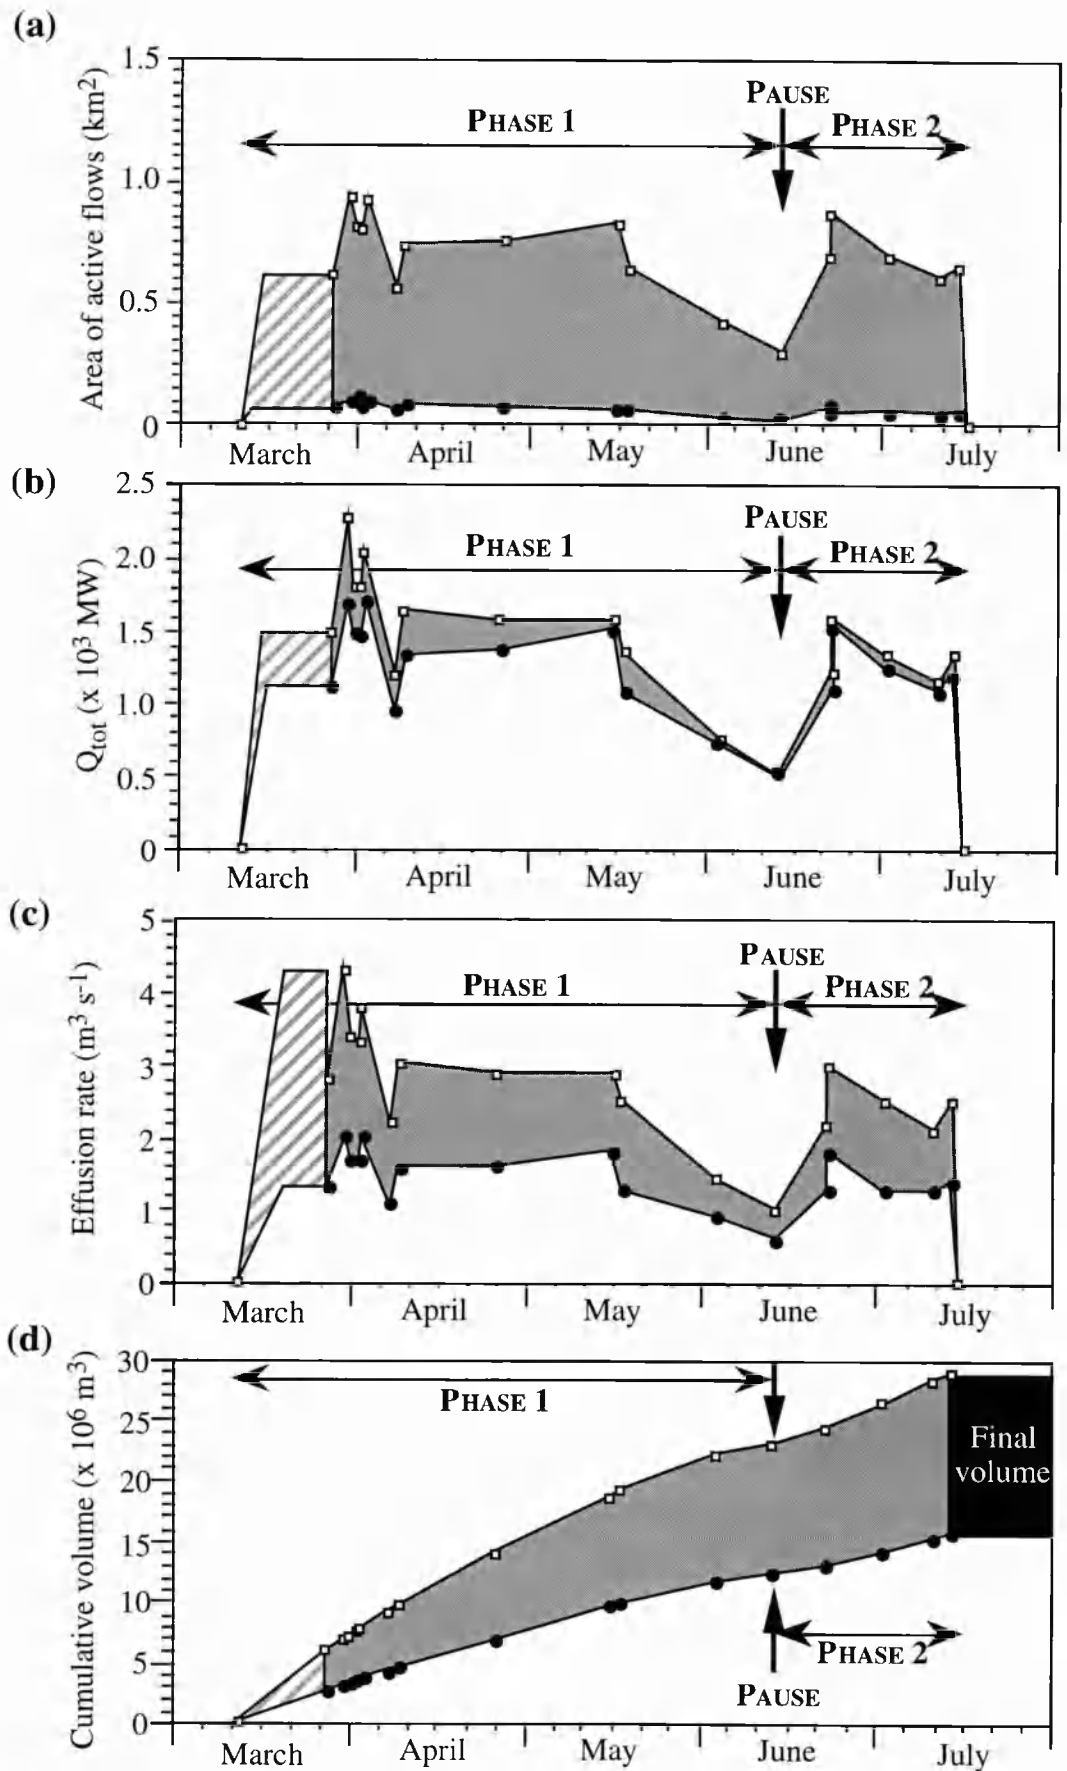 (a)
Area of active flows (km²)
1.5
1.0
0.5
0
PHASE 1
PAUSE
PHASE 2
March April May June July
(b)
Qtot (x 10³ MW)
2.5
2.0
1.5
1.0
0.5
0
PHASE 1
PAUSE
PHASE 2
March April May June July
(c)
Effusion rate (m³ s⁻¹)
5
4
3
2
1
0
PHASE 1
PAUSE
PHASE 2
March April May June July
(d)
Cumulative volume (x 10⁶ m³)
30
25
20
15
10
5
0
PHASE 1
Final
volume
PHASE 2
PAUSE
March April May June July